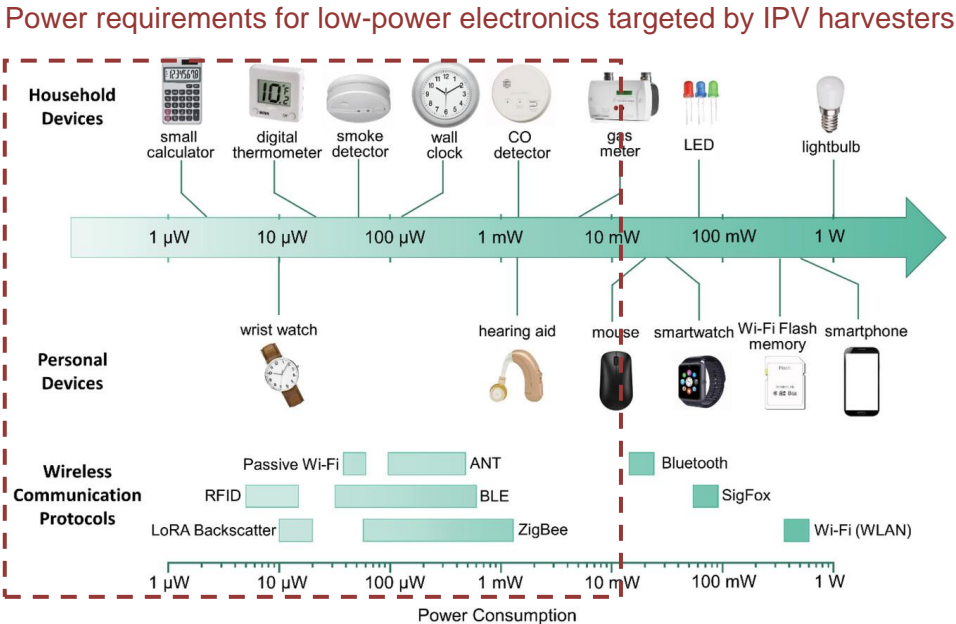 Power requirements for low-power electronics targeted by IPV harvesters
Household
Devices
small
calculator
digital
thermometer
smoke
detector
wall
clock
CO
detector
gas
meter
LED
lightbulb
1 µW 10 µW 100 µW 1 mW 10 mW 100 mW 1 W
wrist watch
hearing aid
mouse
smartwatch
Wi-Fi Flash
memory
smartphone
Personal
Devices
Wireless
Communication
Protocols
Passive Wi-Fi
ANT
Bluetooth
RFID
BLE
SigFox
LoRA Backscatter
ZigBee
Wi-Fi (WLAN)
1 µW 10 µW 100 µW 1 mW 10 mW 100 mW 1 W
Power Consumption